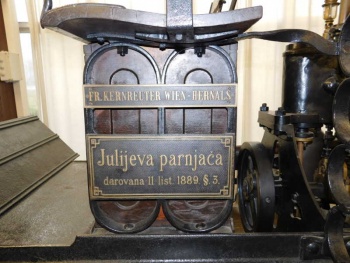 FR. KERNREUTER WIEN-HERNALS
Julijeva parnjača
darovana 11 list. 1889. §. 3.